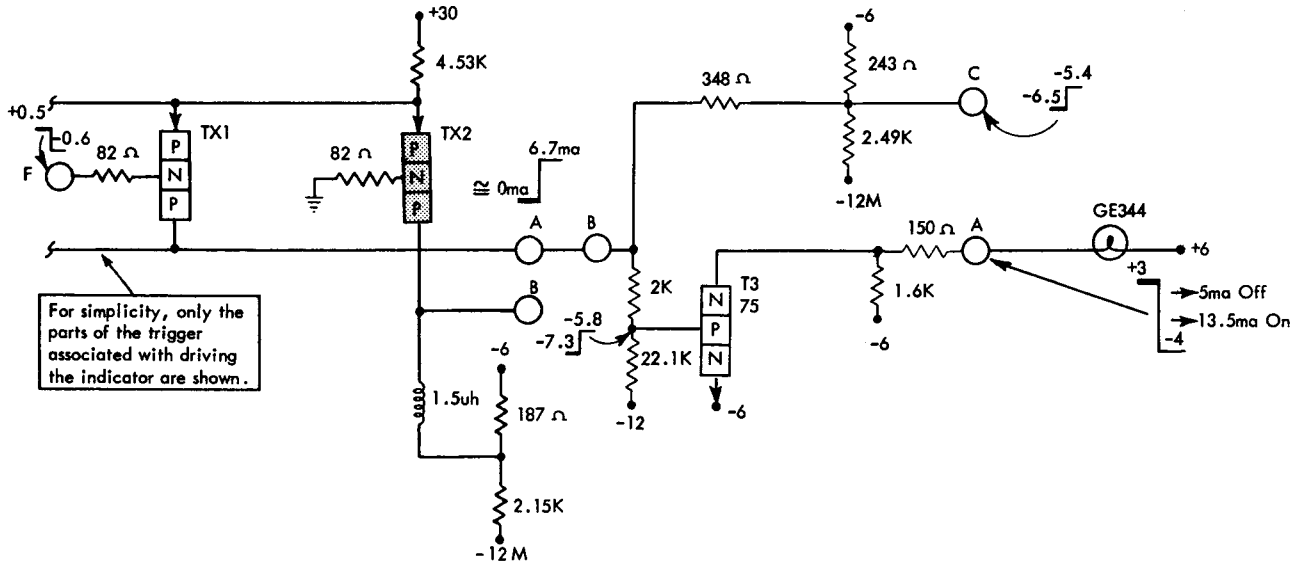 +30
4.53K
+0.5
-0.6
F
82 Ω
TX1
P
N
P
82 Ω
TX2
P
N
P
≅ 0ma
6.7ma
A
B
B
For simplicity, only the
parts of the trigger
associated with driving
the indicator are shown.
1.5uh
-6
187 Ω
2.15K
-12 M
348 Ω
-6
243 Ω
2.49K
-12M
C
-5.4
-6.5
2K
-5.8
-7.3
22.1K
-12
T3
75
N
P
N
-6
150 Ω
A
1.6K
-6
GE344
+6
+3
5ma Off
13.5ma On
-4